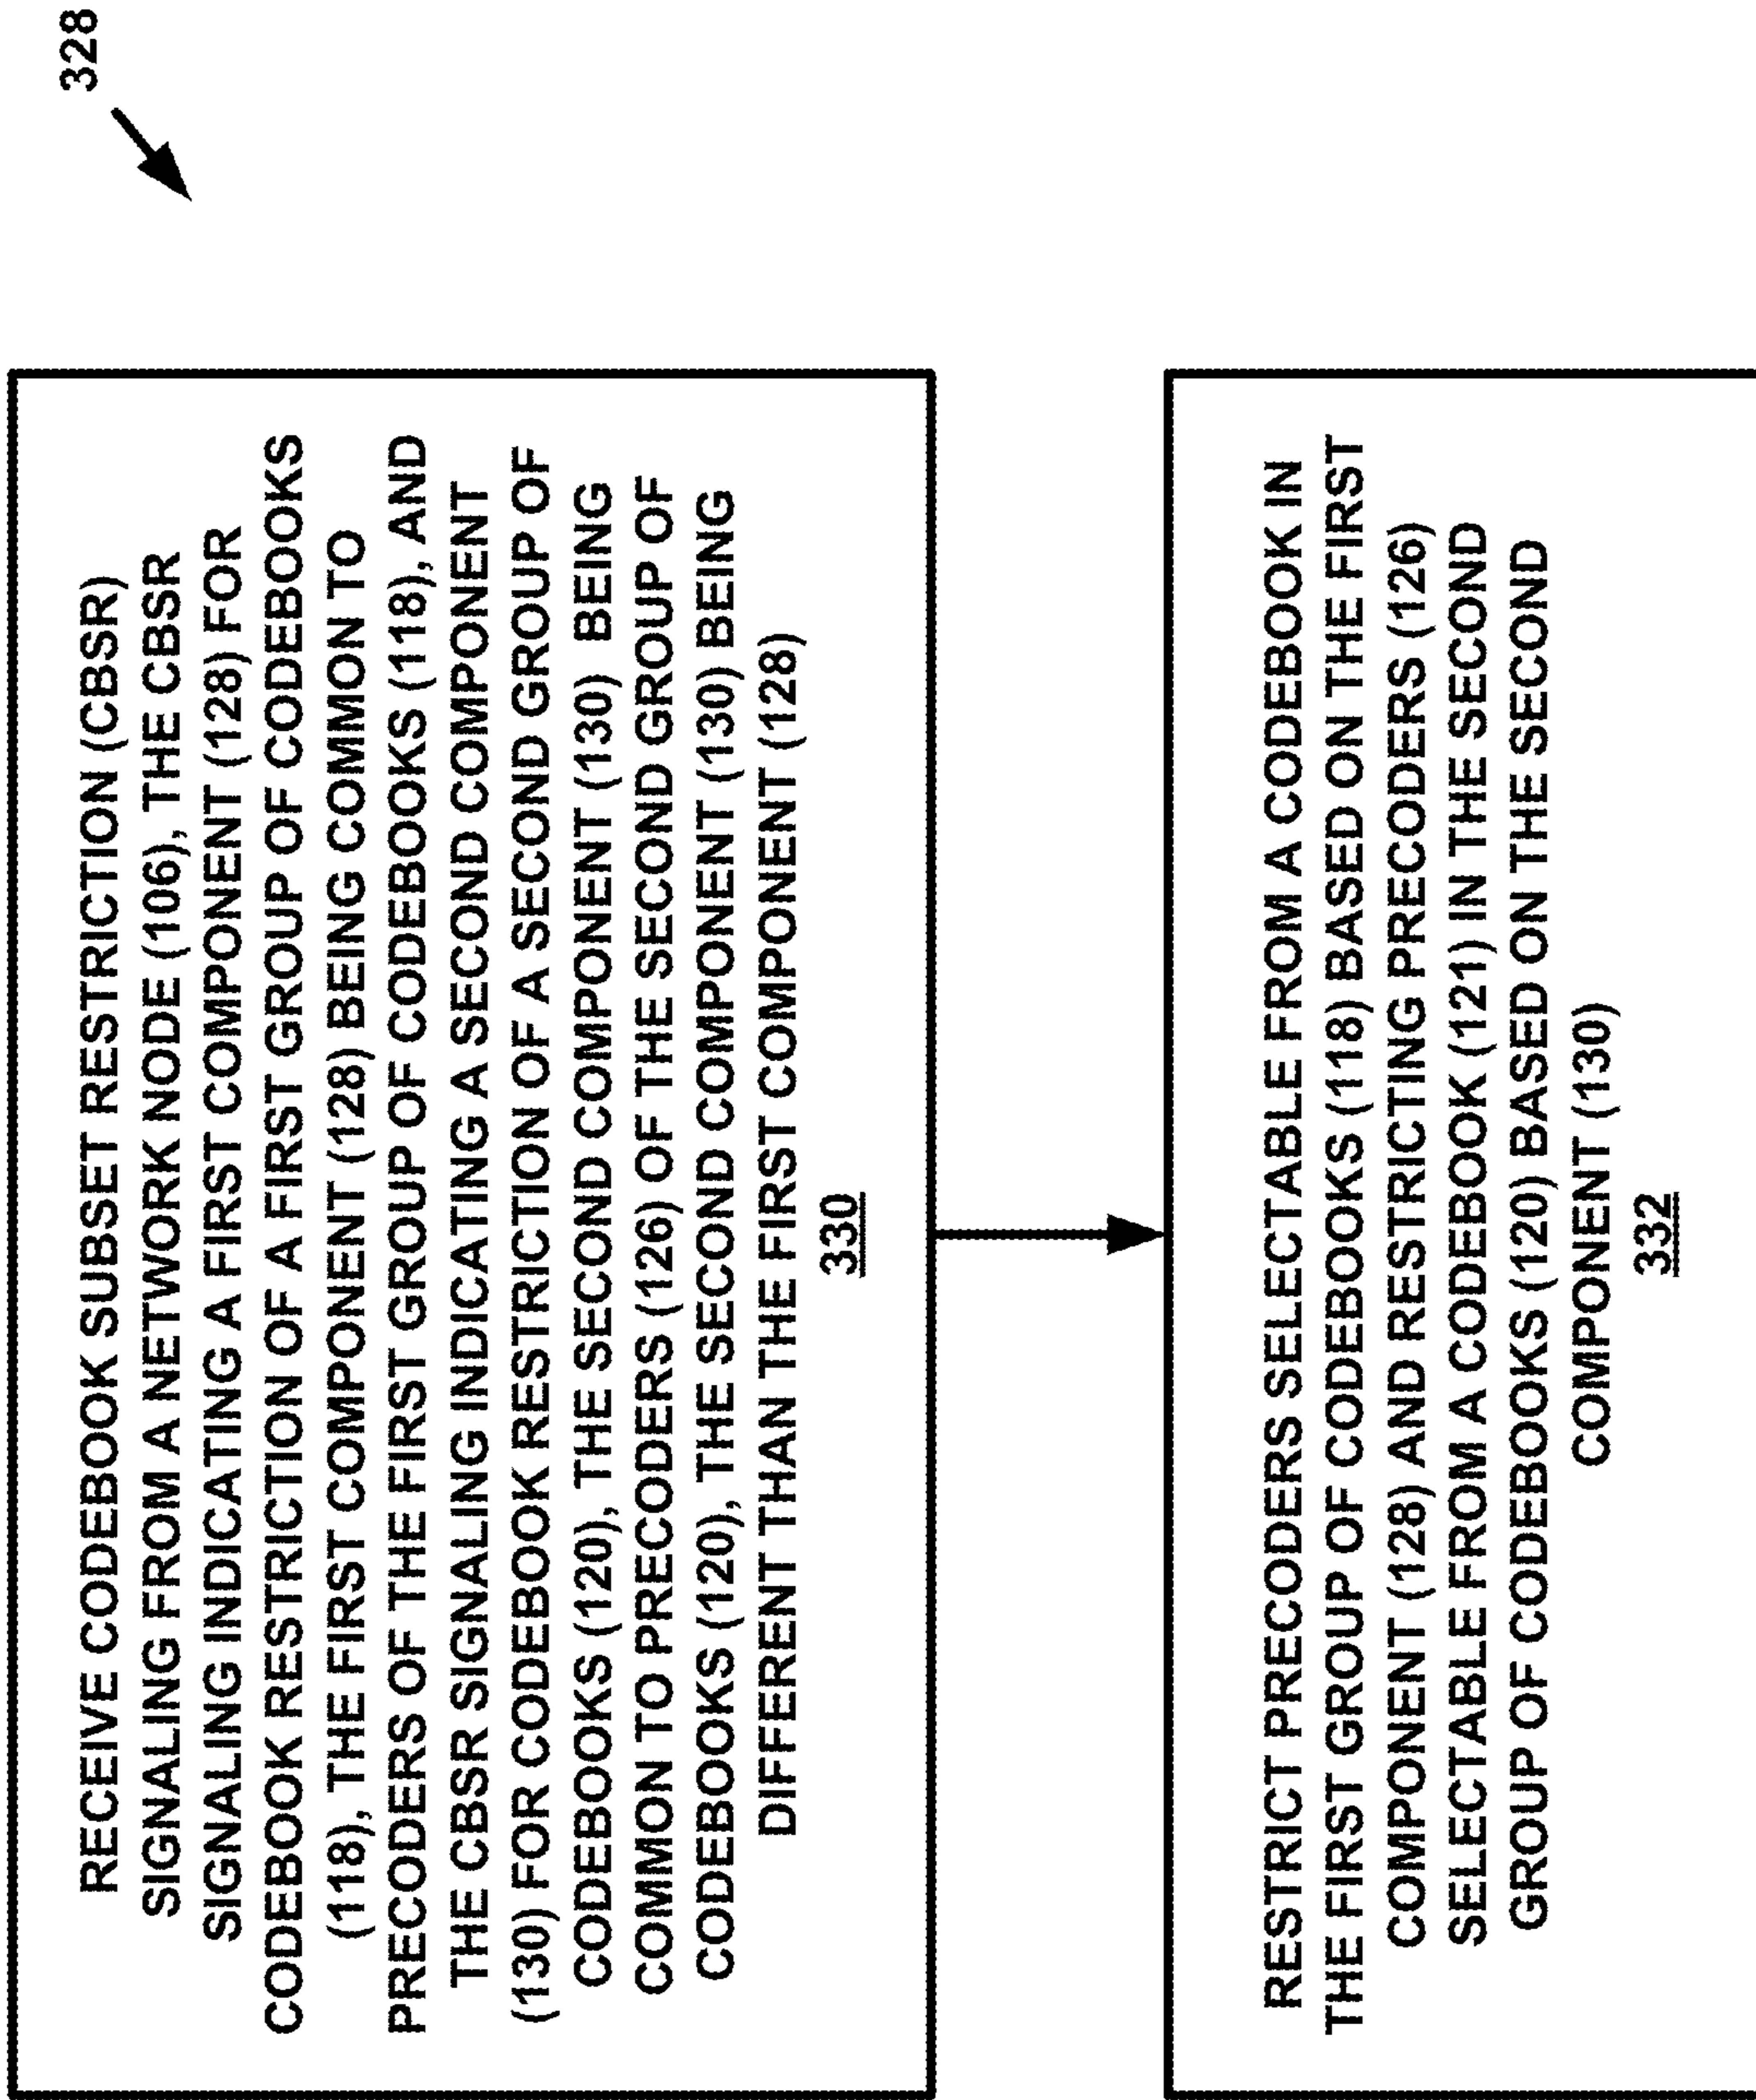 328
RECEIVE CODEBOOK SUBSET RESTRICTION (CBSR)
SIGNALING FROM A NETWORK NODE (106), THE CBSR
SIGNALING INDICATING A FIRST COMPONENT (128) FOR
CODEBOOK RESTRICTION OF A FIRST GROUP OF CODEBOOKS
(118), THE FIRST COMPONENT (128) BEING COMMON TO
PRECODERS OF THE FIRST GROUP OF CODEBOOKS (118), AND
THE CBSR SIGNALING INDICATING A SECOND COMPONENT
(130) FOR CODEBOOK RESTRICTION OF A SECOND GROUP OF
CODEBOOKS (120), THE SECOND COMPONENT (130) BEING
COMMON TO PRECODERS (126) OF THE SECOND GROUP OF
CODEBOOKS (120), THE SECOND COMPONENT (130) BEING
DIFFERENT THAN THE FIRST COMPONENT (128)
330
RESTRICT PRECODERS SELECTABLE FROM A CODEBOOK IN
THE FIRST GROUP OF CODEBOOKS (118) BASED ON THE FIRST
COMPONENT (128) AND RESTRICTING PRECODERS (126)
SELECTABLE FROM A CODEBOOK (121) IN THE SECOND
GROUP OF CODEBOOKS (120) BASED ON THE SECOND
COMPONENT (130)
332